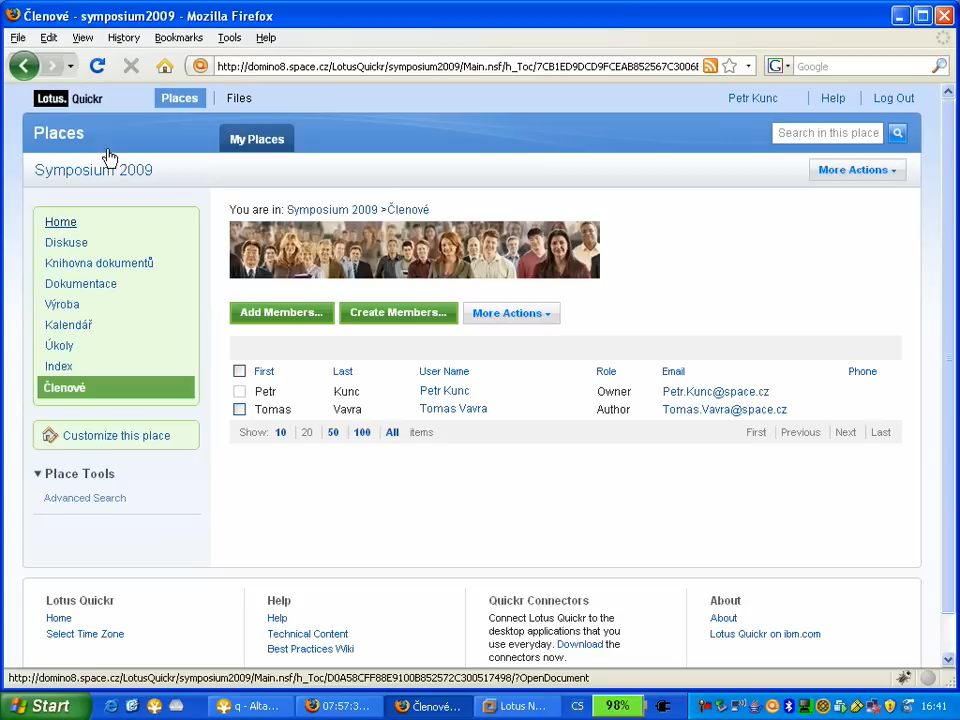 Členové - symposium2009 - Mozilla Firefox
File Edit View History Bookmarks Tools Help
http://domino8.space.cz/LotusQuickr/symposium2009/Main.nsf/h_Toc/7CB1ED9DCD9FCEAB852567C3006E
Google
Lotus. Quickr Places Files Petr Kunc Help Log Out
Places My Places Search in this place
Symposium 2009 More Actions
You are in: Symposium 2009 >Členové
Home
Diskuse
Knihovna dokumentů
Dokumentace
Výroba
Kalendář
Úkoly
Index
Členové
Customize this place
Place Tools
Advanced Search
Add Members... Create Members... More Actions
First Last User Name Role Email Phone
Petr Kunc Petr Kunc Owner Petr.Kunc@space.cz
Tomas Vavra Tomas Vavra Author Tomas.Vavra@space.cz
Show: 10 20 50 100 All items First Previous Next Last
Lotus Quickr
Home
Select Time Zone
Help
Help
Technical Content
Best Practices Wiki
Quickr Connectors
Connect Lotus Quickr to the
desktop applications that you
use everyday. Download the
connectors now.
About
About
Lotus Quickr on ibm.com
http://domino8.space.cz/LotusQuickr/symposium2009/Main.nsf/h_Toc/D0A58CFF88E9100B852572C300517498/?OpenDocument
Start q - Alta... 07:57:3... Členové... Lotus N... CS 98% 16:41